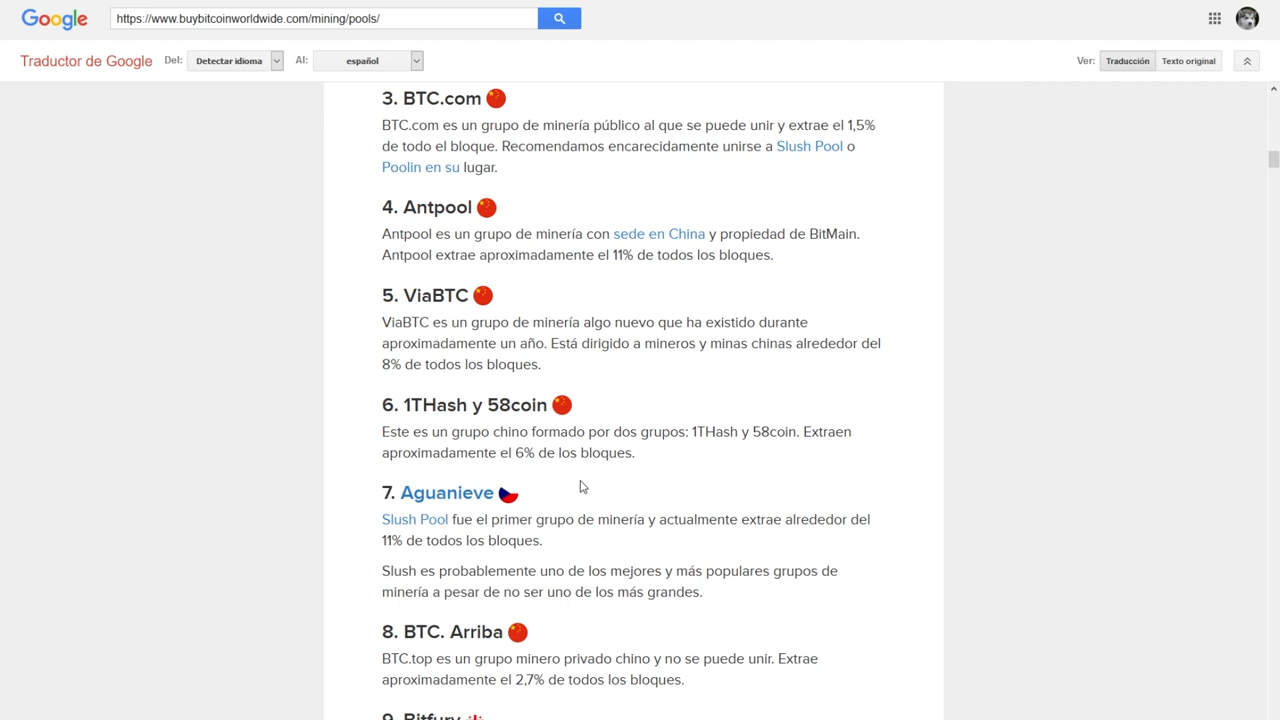 Google https://www.buybitcoinworldwide.com/mining/pools/
Traductor de Google Del: Detectar idioma Al: español Ver: Traducción Texto original
3. BTC.com
BTC.com es un grupo de minería público al que se puede unir y extrae el 1,5%
de todo el bloque. Recomendamos encarecidamente unirse a Slush Pool o
Poolin en su lugar.
4. Antpool
Antpool es un grupo de minería con sede en China y propiedad de BitMain.
Antpool extrae aproximadamente el 11% de todos los bloques.
5. ViaBTC
ViaBTC es un grupo de minería algo nuevo que ha existido durante
aproximadamente un año. Está dirigido a mineros y minas chinas alrededor del
8% de todos los bloques.
6. 1THash y 58coin
Este es un grupo chino formado por dos grupos: 1THash y 58coin. Extraen
aproximadamente el 6% de los bloques.
7. Aguanieve
Slush Pool fue el primer grupo de minería y actualmente extrae alrededor del
11% de todos los bloques.
Slush es probablemente uno de los mejores y más populares grupos de
minería a pesar de no ser uno de los más grandes.
8. BTC. Arriba
BTC.top es un grupo minero privado chino y no se puede unir. Extrae
aproximadamente el 2,7% de todos los bloques.
9. Bitfury